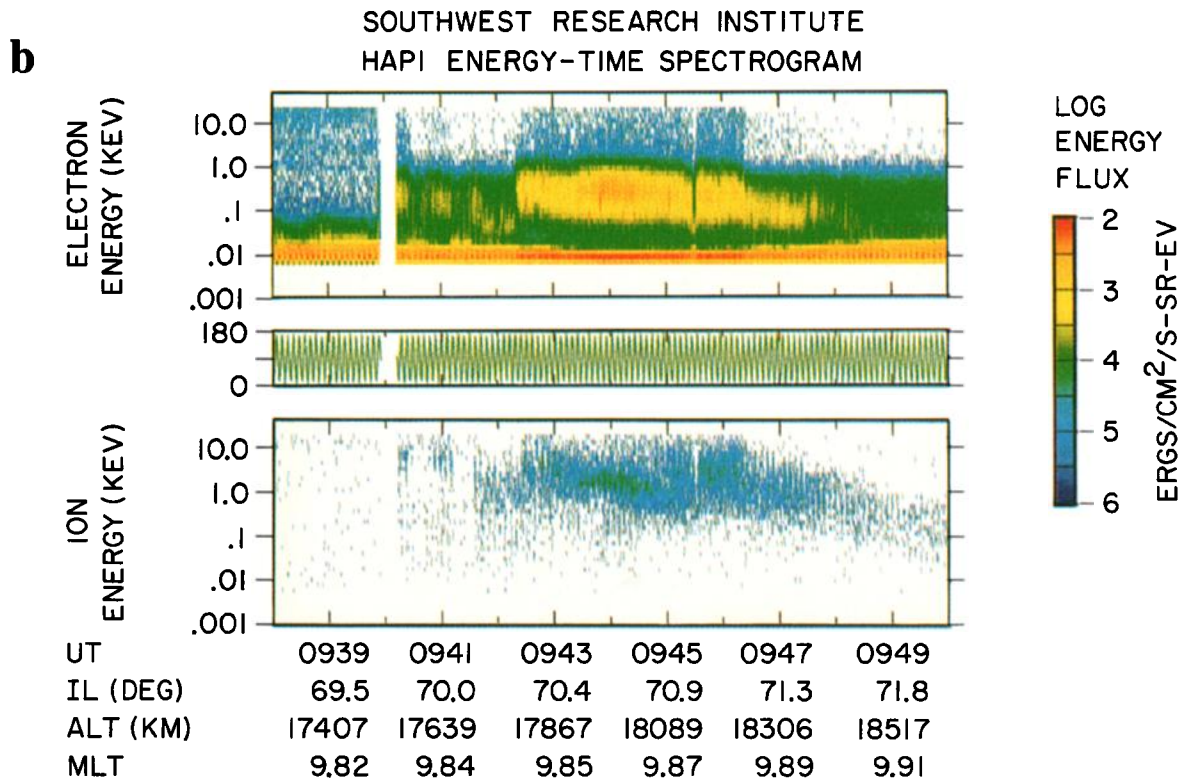 b
SOUTHWEST RESEARCH INSTITUTE
HAPI ENERGY-TIME SPECTROGRAM
ELECTRON
ENERGY (KEV)
10.0
1.0
.1
.01
.001
180
0
ION
ENERGY (KEV)
10.0
1.0
.1
.01
.001
LOG
ENERGY
FLUX
2
3
4
5
6
ERGS/CM²/S-SR-EV
UT 0939 0941 0943 0945 0947 0949
IL (DEG) 69.5 70.0 70.4 70.9 71.3 71.8
ALT (KM) 17407 17639 17867 18089 18306 18517
MLT 9.82 9.84 9.85 9.87 9.89 9.91